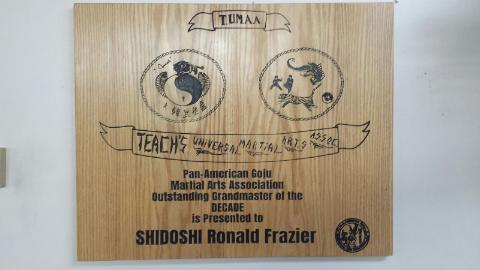 T.U.M.A.A
TEACH'S UNIVERSAL MARTIAL ARTS ASSOC.
Pan-American Goju
Martial Arts Association
Outstanding Grandmaster of the
DECADE
is Presented to
SHIDOSHI Ronald Frazier